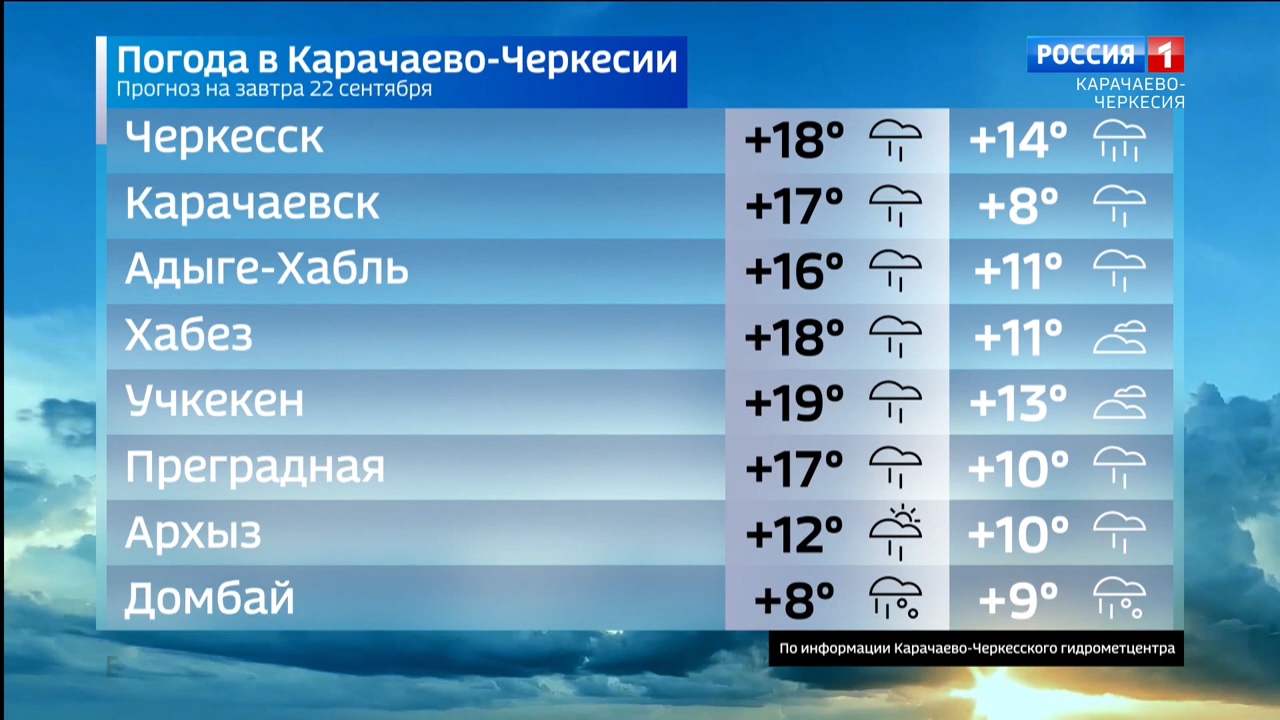 Погода в Карачаево-Черкесии
Прогноз на завтра 22 сентября
РОССИЯ 1
КАРАЧАЕВО-
ЧЕРКЕСИЯ
Черкесск +18° +14°
Карачаевск +17° +8°
Адыге-Хабль +16° +11°
Хабез +18° +11°
Учкекен +19° +13°
Преградная +17° +10°
Архыз +12° +10°
Домбай +8° +9°
По информации Карачаево-Черкесского гидрометцентра